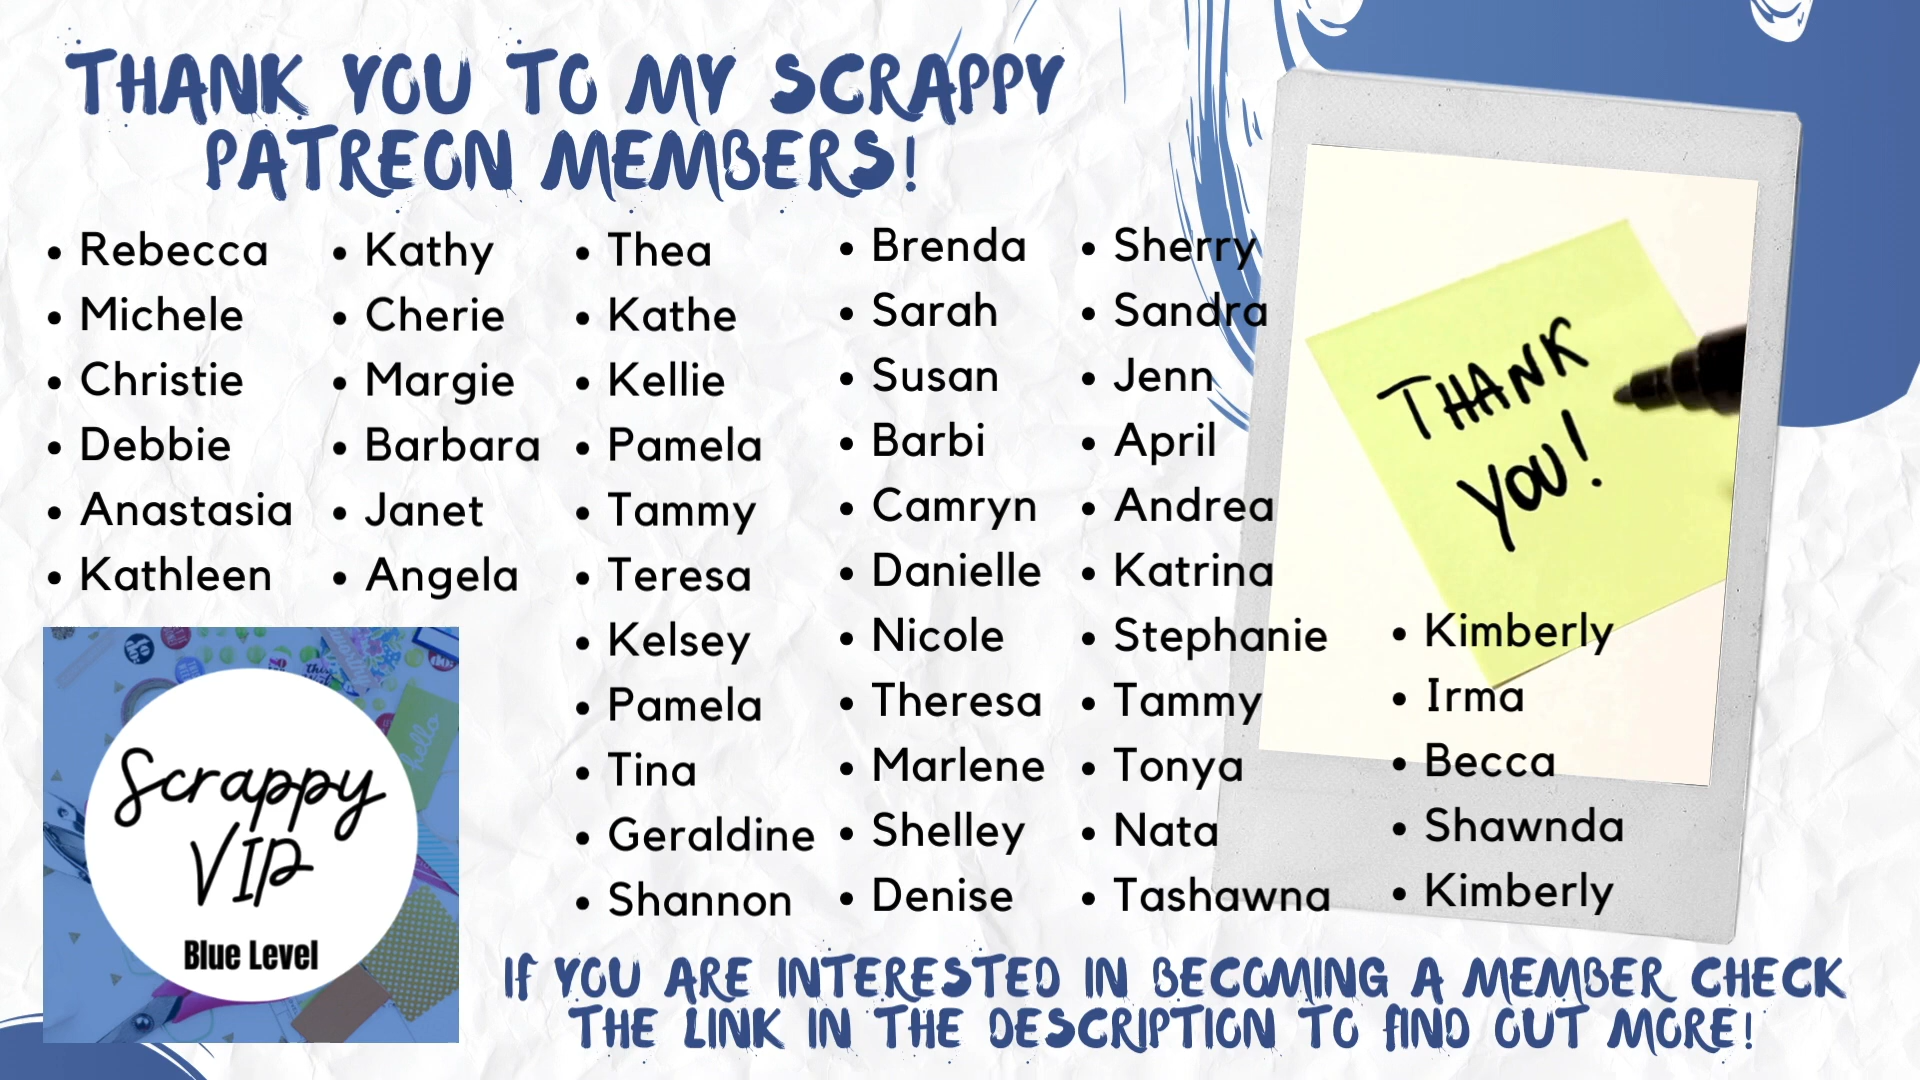 THANK YOU TO MY SCRAPPY
PATREON MEMBERS!
• Rebecca
• Michele
• Christie
• Debbie
• Anastasia
• Kathleen
• Kathy
• Cherie
• Margie
• Barbara
• Janet
• Angela
• Thea
• Kathe
• Kellie
• Pamela
• Tammy
• Teresa
• Kelsey
• Pamela
• Tina
• Geraldine
• Shannon
• Brenda
• Sarah
• Susan
• Barbi
• Camryn
• Danielle
• Nicole
• Theresa
• Marlene
• Shelley
• Denise
• Sherry
• Sandra
• Jenn
• April
• Andrea
• Katrina
• Stephanie
• Tammy
• Tonya
• Nata
• Tashawna
THANK
YOU!
• Kimberly
• Irma
• Becca
• Shawnda
• Kimberly
hello
Scrappy
VIP
Blue Level
IF YOU ARE INTERESTED IN BECOMING A MEMBER CHECK
THE LINK IN THE DESCRIPTION TO FIND OUT MORE!